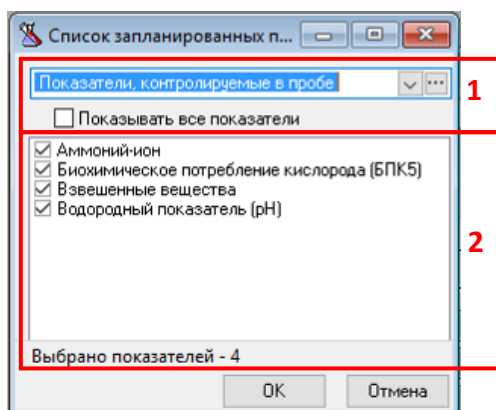 Список запланированных п...
Показатели, контролируемые в пробе
1
Показывать все показатели
Аммоний-ион
Биохимическое потребление кислорода (БПК5)
Взвешенные вещества
Водородный показатель (pH)
2
Выбрано показателей - 4
OK Отмена